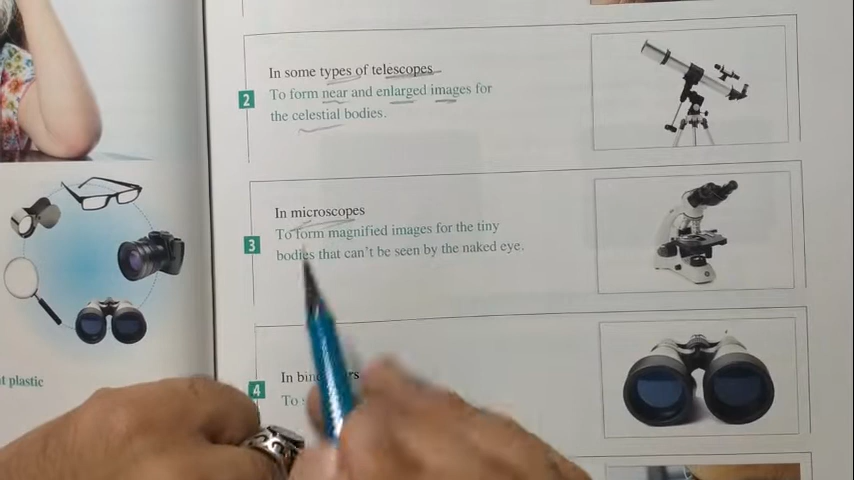 2
In some types of telescopes
To form near and enlarged images for
the celestial bodies.
3
In microscopes
To form magnified images for the tiny
bodies that can't be seen by the naked eye.
4
In
To
t plastic